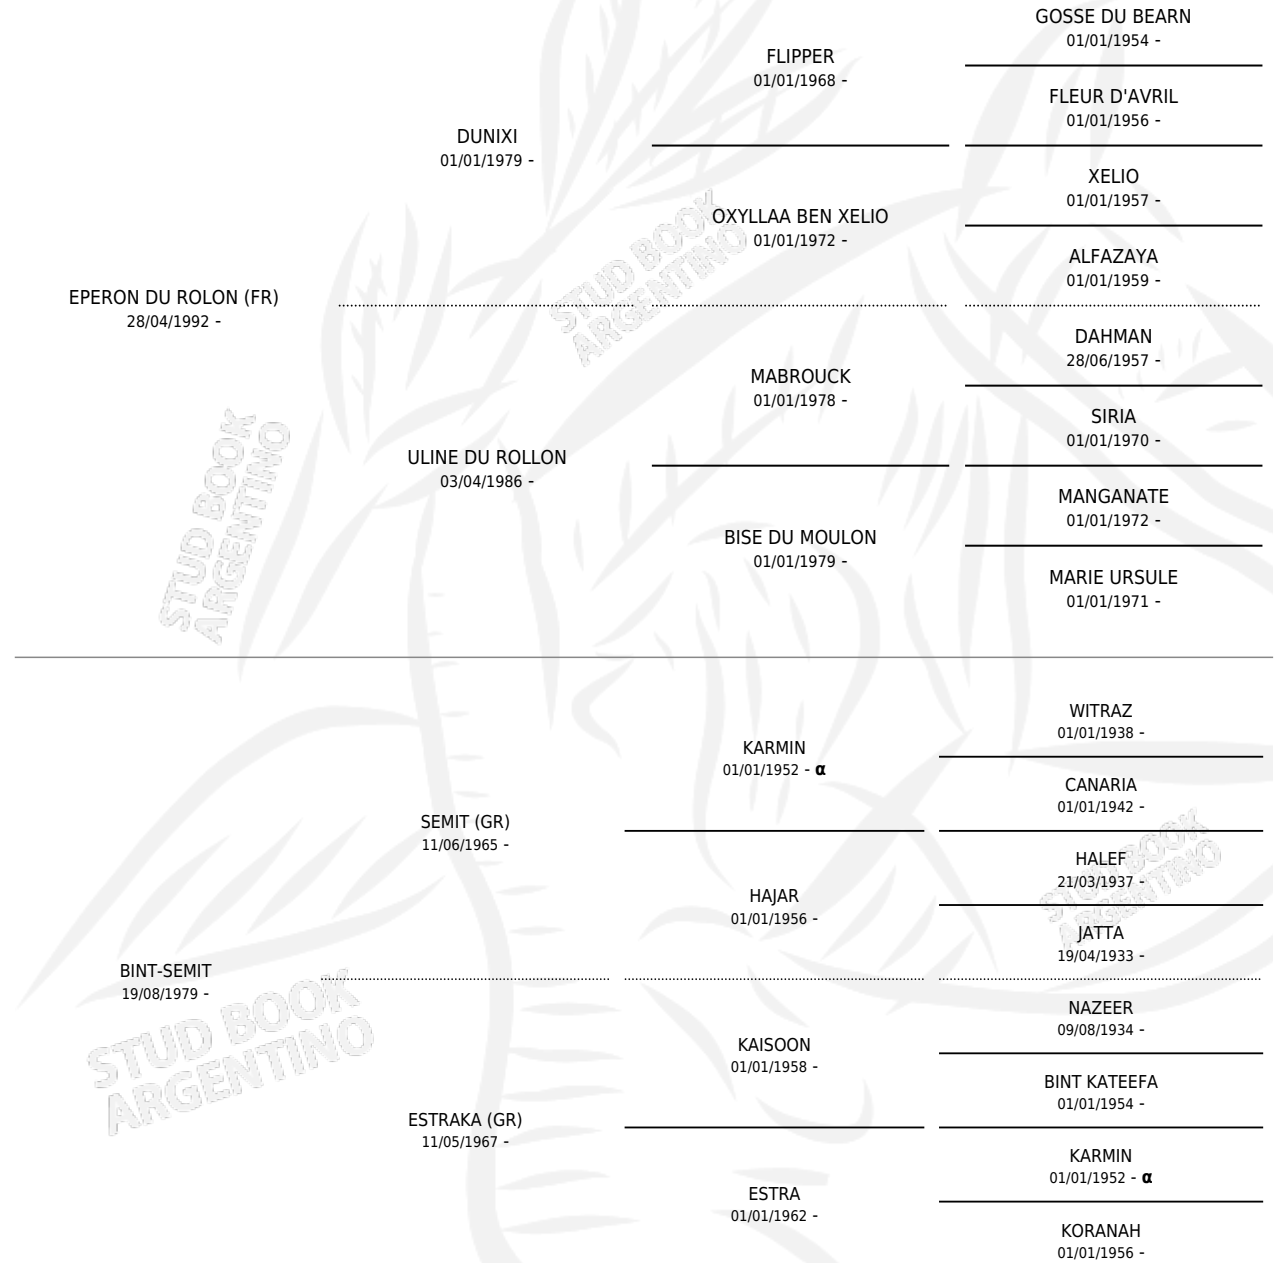 GOSSE DU BEARN
01/01/1954 -
FLIPPER
01/01/1968 -
FLEUR D'AVRIL
01/01/1956 -
DUNIXI
01/01/1979 -
XELIO
01/01/1957 -
OXYLLAA BEN XELIO
01/01/1972 -
ALFAZAYA
01/01/1959 -
EPERON DU ROLON (FR)
28/04/1992 -
DAHMAN
28/06/1957 -
MABROUCK
01/01/1978 -
SIRIA
01/01/1970 -
ULINE DU ROLLON
03/04/1986 -
MANGANATE
01/01/1972 -
BISE DU MOULON
01/01/1979 -
MARIE URSULE
01/01/1971 -
WITRAZ
01/01/1938 -
KARMIN
01/01/1952 - α
CANARIA
01/01/1942 -
SEMIT (GR)
11/06/1965 -
HALEF
21/03/1937 -
HAJAR
01/01/1956 -
JATTA
19/04/1933 -
BINT-SEMIT
19/08/1979 -
NAZEER
09/08/1934 -
KAISOON
01/01/1958 -
BINT KATEEFA
01/01/1954 -
ESTRAKA (GR)
11/05/1967 -
KARMIN
01/01/1952 - α
ESTRA
01/01/1962 -
KORANAH
01/01/1956 -
STUD BOOK
ARGENTINO
STUD BOOK
ARGENTINO
STUD BOOK
ARGENTINO
STUD BOOK
ARGENTINO